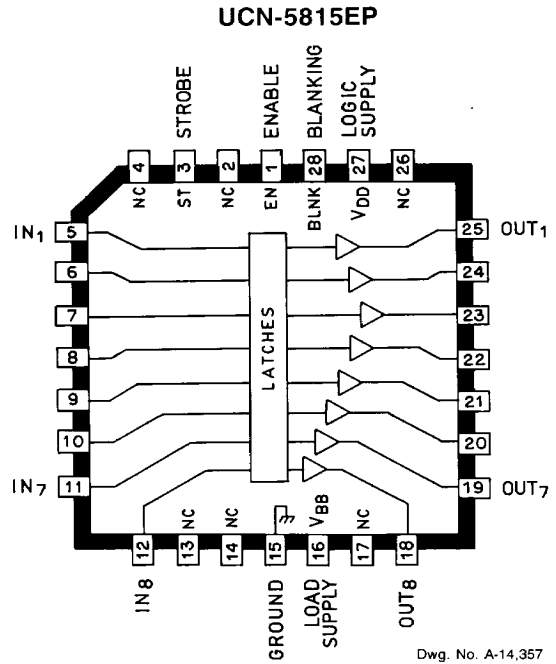 UCN-5815EP
STROBE
ENABLE
BLANKING
LOGIC
SUPPLY
4
3
2
1
28
27
26
NC
ST
NC
EN
BLNK
VDD
NC
IN1
5
25
OUT1
6
24
7
23
8
22
9
21
10
20
IN7
11
19
OUT7
LATCHES
NC
NC
VBB
NC
12
13
14
15
16
17
18
IN8
GROUND
LOAD
SUPPLY
OUT8
Dwg. No. A-14,357